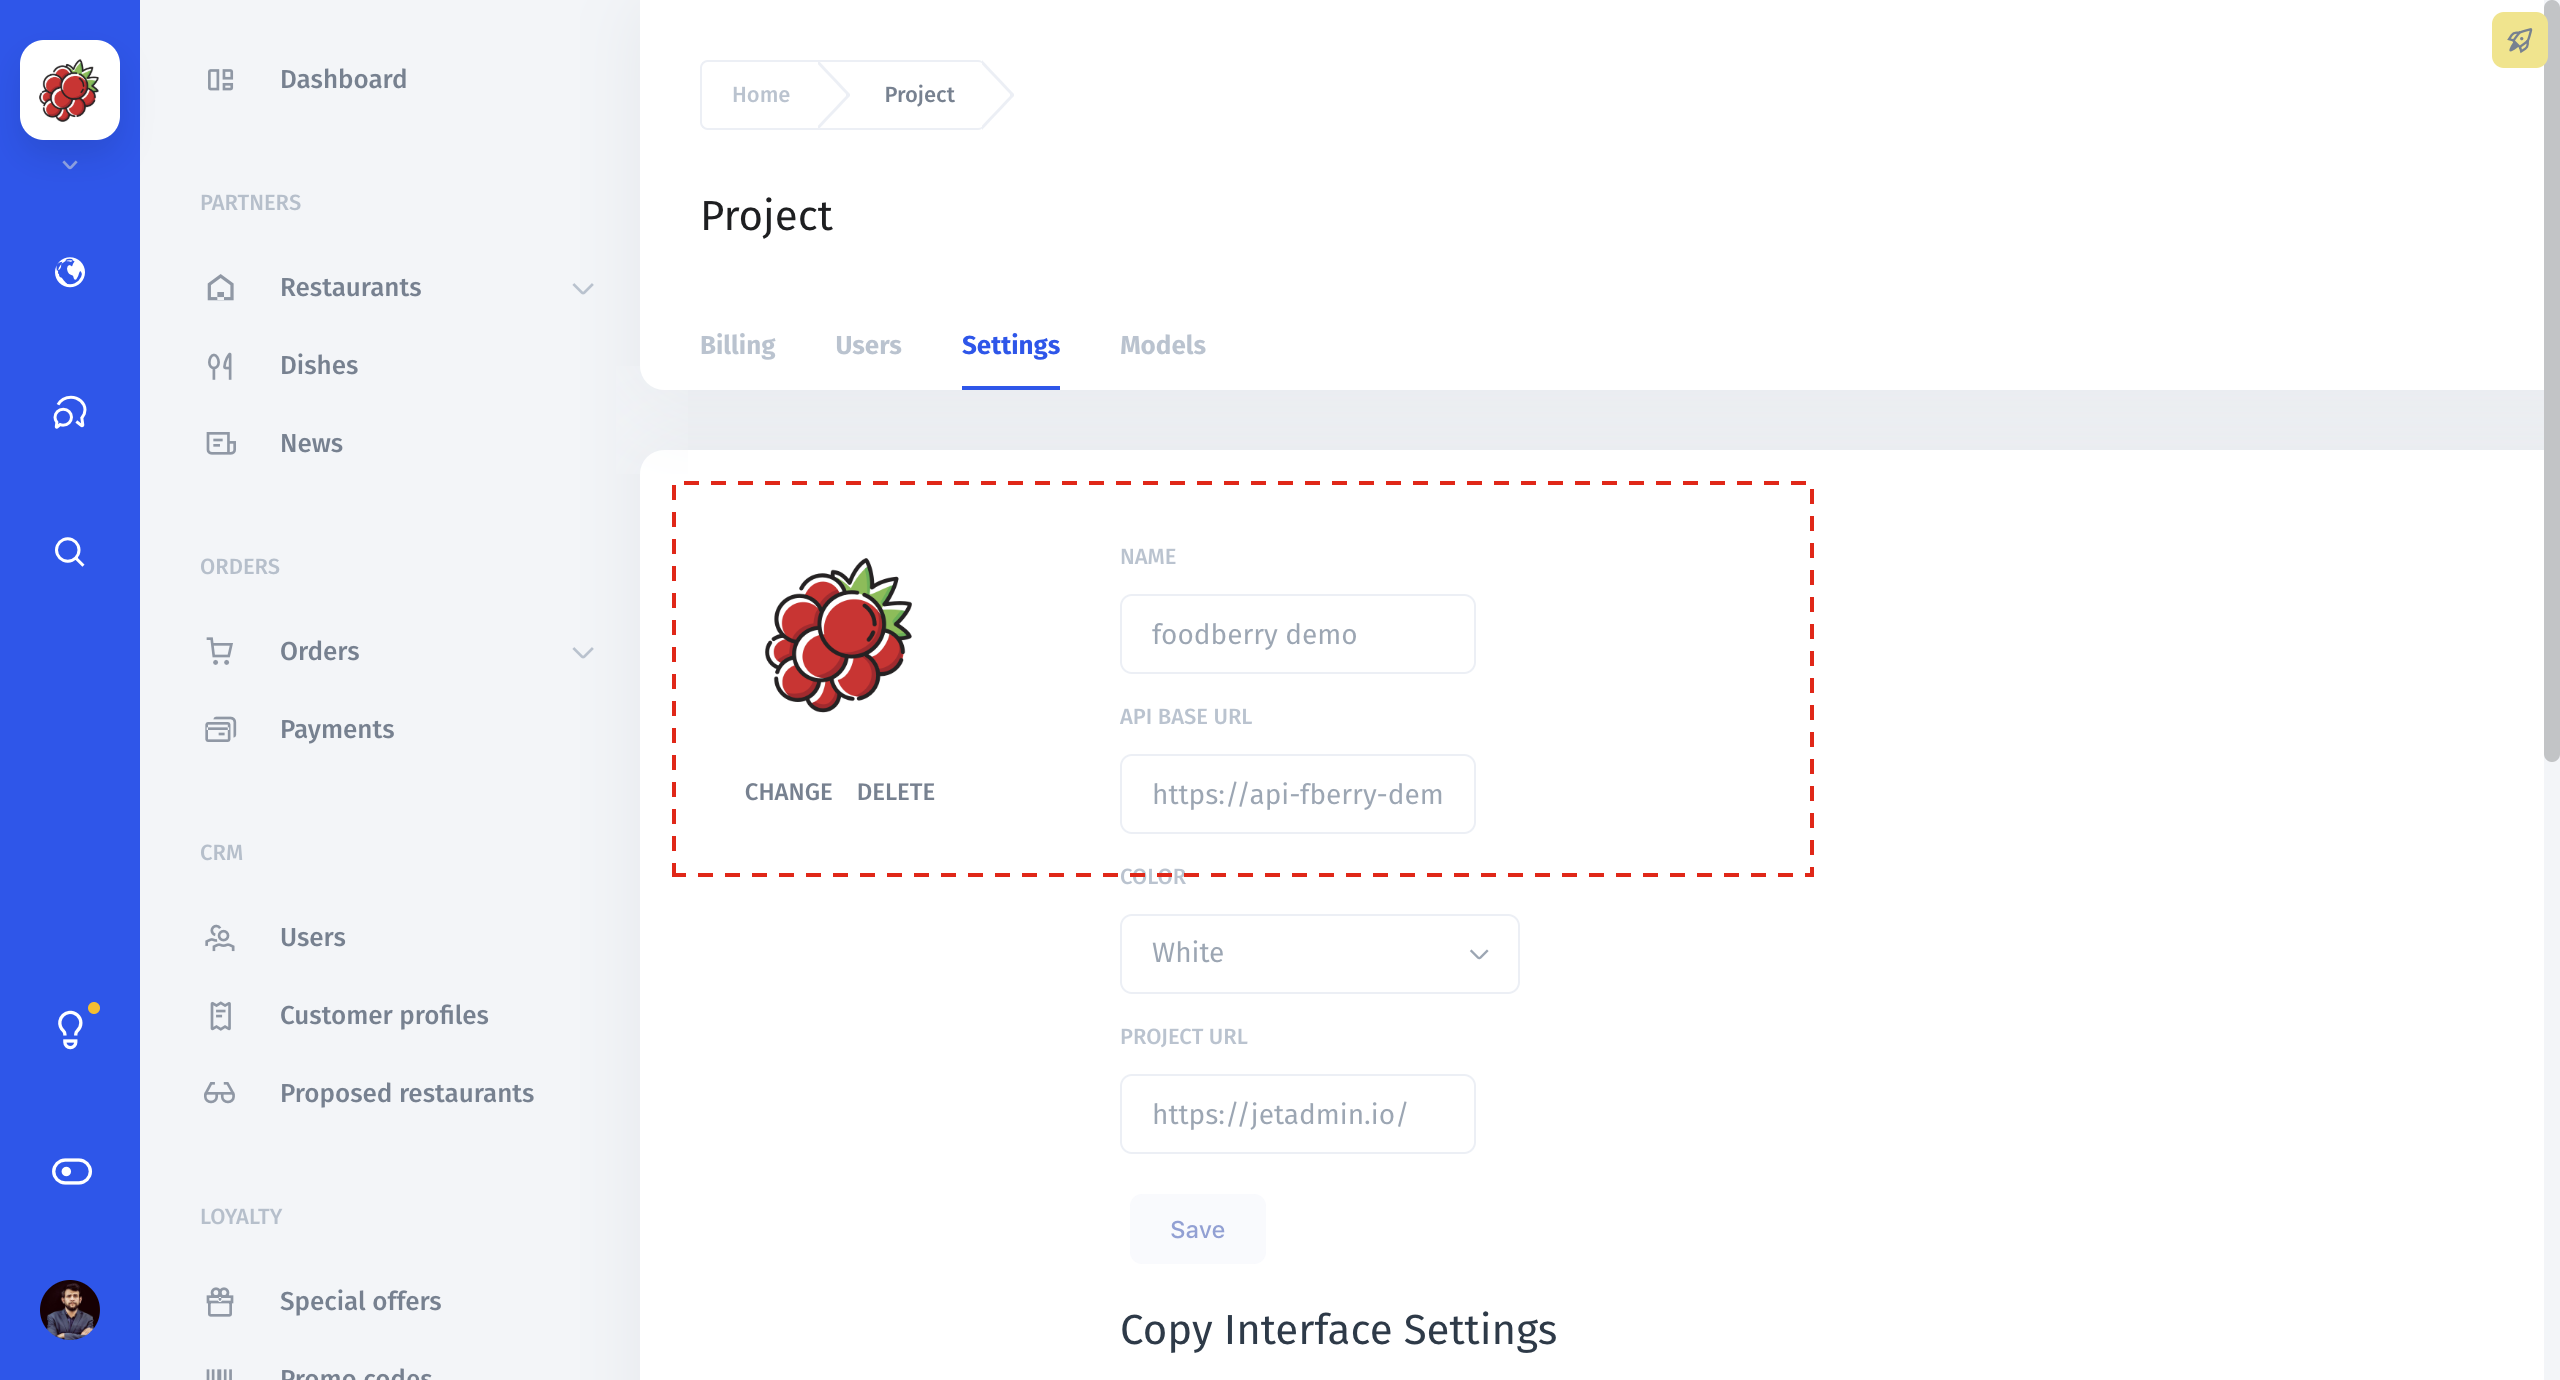 Dashboard
PARTNERS
Restaurants
Dishes
News
ORDERS
Orders
Payments
CRM
Users
Customer profiles
Proposed restaurants
LOYALTY
Special offers
Promo codes
Home
Project
Project
Billing
Users
Settings
Models
CHANGE
DELETE
NAME
foodberry demo
API BASE URL
https://api-fberry-dem
COLOR
White
PROJECT URL
https://jetadmin.io/
Save
Copy Interface Settings